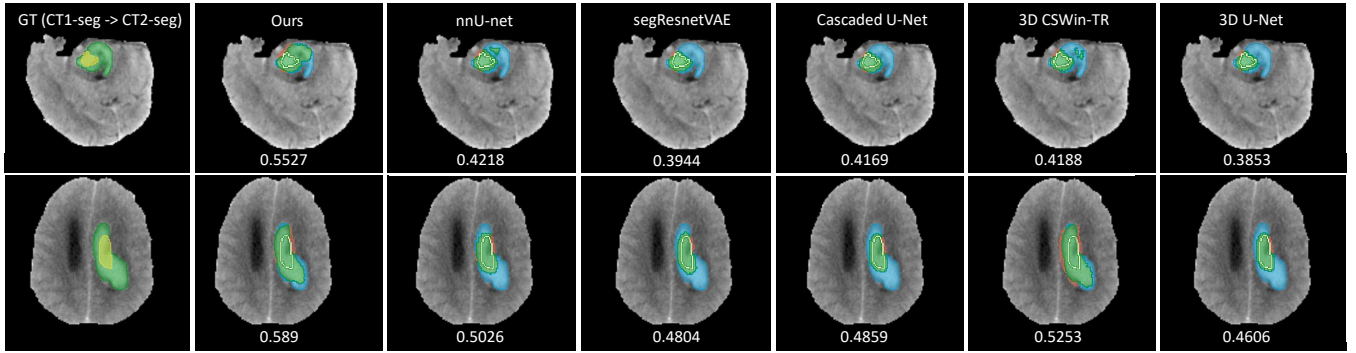 GT (CT1-seg -> CT2-seg) Ours nnU-net segResnetVAE Cascaded U-Net 3D CSWin-TR 3D U-Net
0.5527 0.4218 0.3944 0.4169 0.4188 0.3853
0.589 0.5026 0.4804 0.4859 0.5253 0.4606